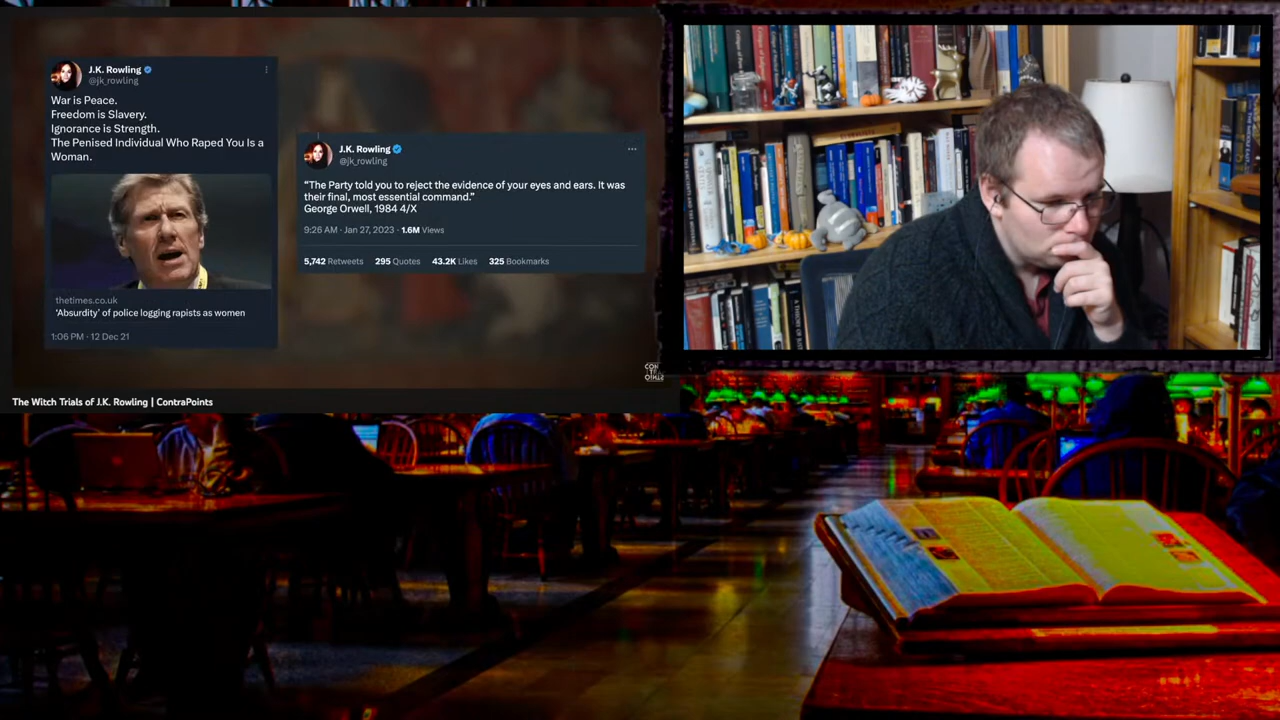 J.K. Rowling
@jk_rowling
War is Peace.
Freedom is Slavery.
Ignorance is Strength.
The Penised Individual Who Raped You Is a
Woman.
thetimes.co.uk
'Absurdity' of police logging rapists as women
1:06 PM · 12 Dec 21
J.K. Rowling
@jk_rowling
“The Party told you to reject the evidence of your eyes and ears. It was
their final, most essential command.”
George Orwell, 1984 4/X
9:26 AM · Jan 27, 2023 · 1.6M Views
5,742 Retweets 295 Quotes 43.2K Likes 325 Bookmarks
The Witch Trials of J.K. Rowling | ContraPoints